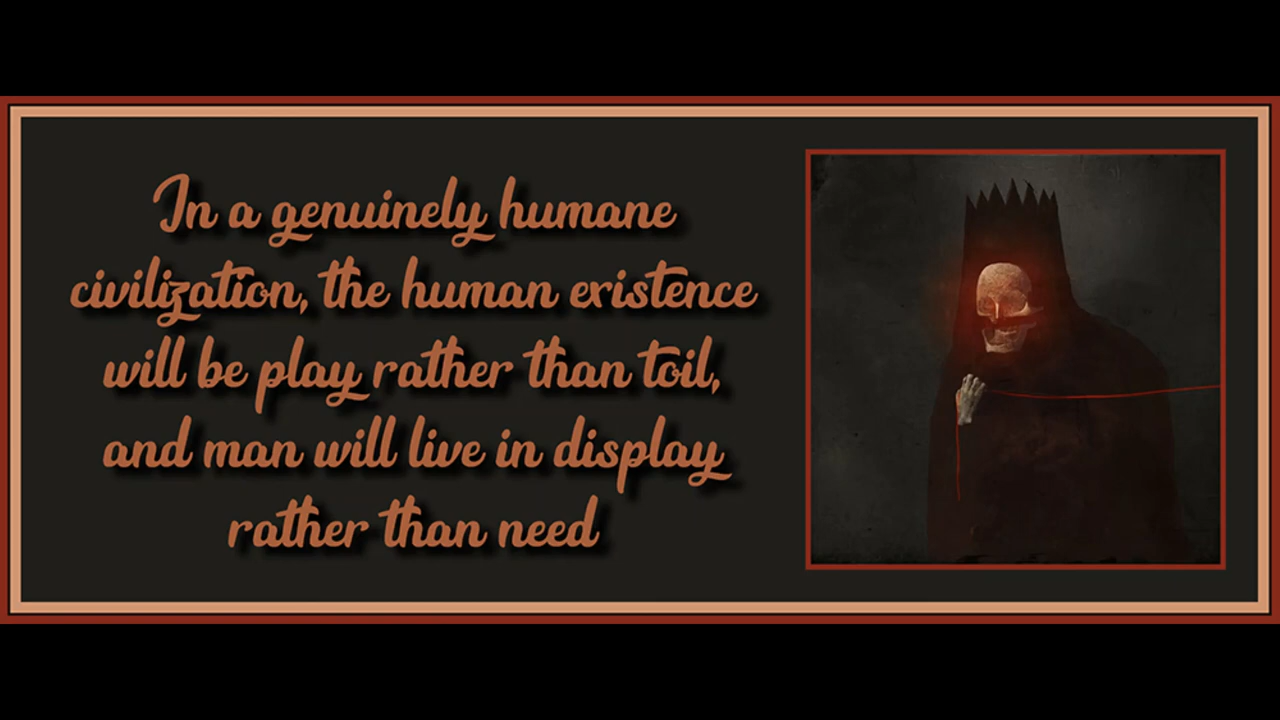 In a genuinely humane
civilization, the human existence
will be play rather than toil,
and man will live in display
rather than need